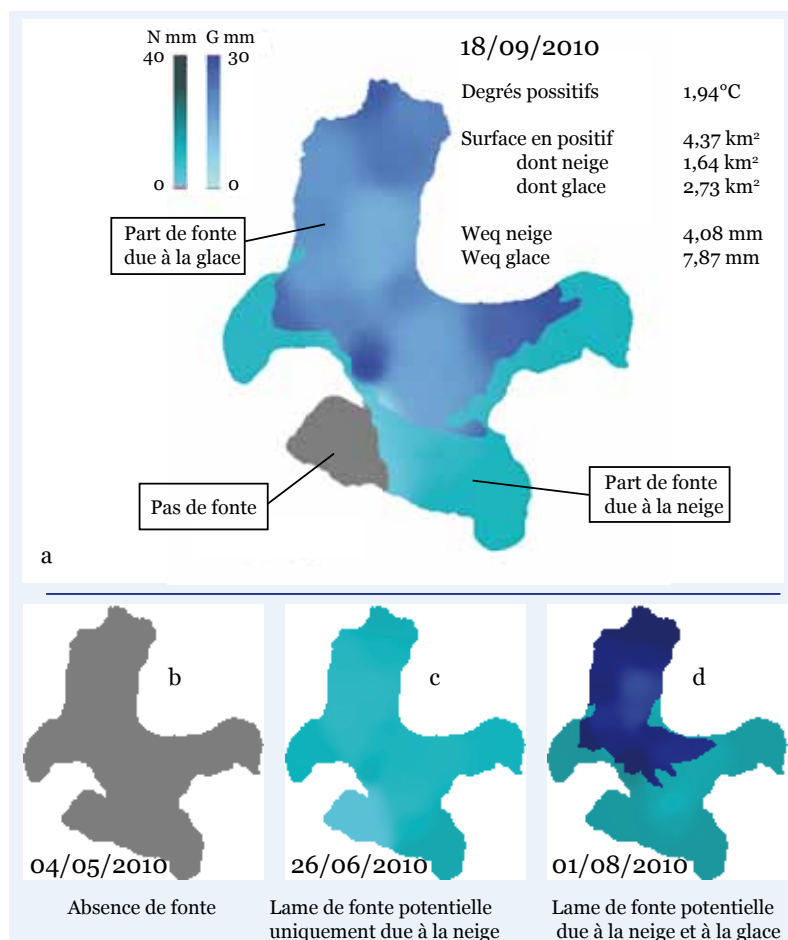 N mm G mm
40 30
0 0
18/09/2010
Degrés possitifs 1,94°C
Surface en positif 4,37 km²
dont neige 1,64 km²
dont glace 2,73 km²
Weq neige 4,08 mm
Weq glace 7,87 mm
Part de fonte
due à la glace
Pas de fonte
Part de fonte
due à la neige
a
b
04/05/2010
Absence de fonte
c
26/06/2010
Lame de fonte potentielle
uniquement due à la neige
d
01/08/2010
Lame de fonte potentielle
due à la neige et à la glace